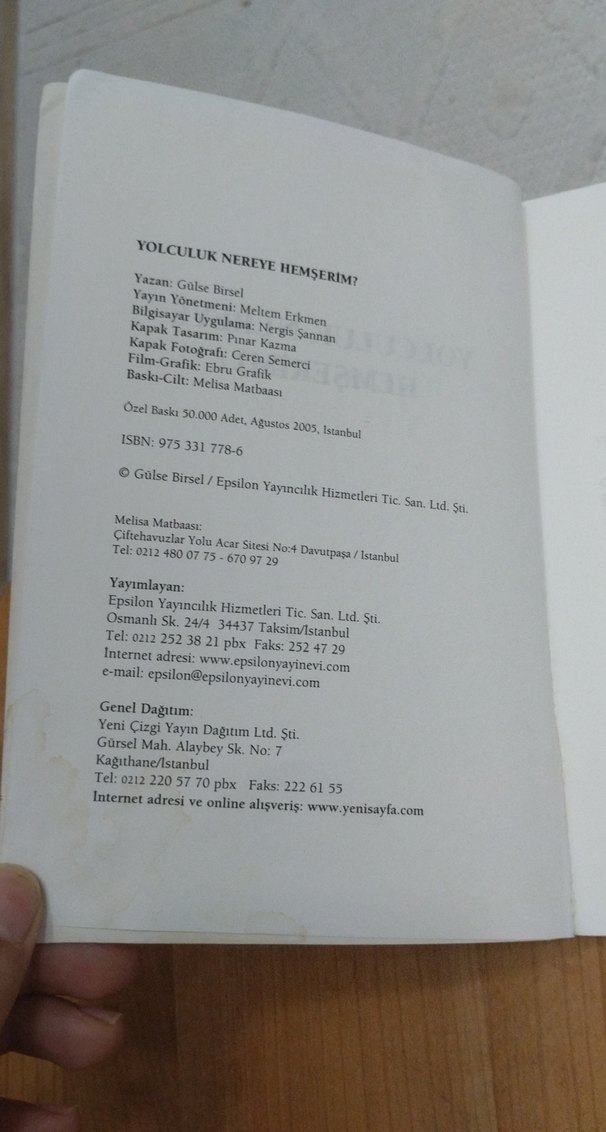 YOLCULUK NEREYE HEMŞERİM?
Yazan: Gülse Birsel
Yayın Yönetmeni: Meltem Erkmen
Bilgisayar Uygulama: Nergis Şannan
Kapak Tasarım: Pınar Kazma
Kapak Fotoğrafı: Ceren Semerci
Film-Grafik: Ebru Grafik
Baskı-Cilt: Melisa Matbaası
Özel Baskı 50.000 Adet, Ağustos 2005, İstanbul
ISBN: 975 331 778-6
© Gülse Birsel / Epsilon Yayıncılık Hizmetleri Tic. San. Ltd. Şti.
Melisa Matbaası:
Çiftehavuzlar Yolu Acar Sitesi No:4 Davutpaşa / İstanbul
Tel: 0212 480 07 75 - 670 97 29
Yayımlayan:
Epsilon Yayıncılık Hizmetleri Tic. San. Ltd. Şti.
Osmanlı Sk. 24/4 34437 Taksim/İstanbul
Tel: 0212 252 38 21 pbx Faks: 252 47 29
İnternet adresi: www.epsilonyayinevi.com
e-mail: epsilon@epsilonyayinevi.com
Genel Dağıtım:
Yeni Çizgi Yayın Dağıtım Ltd. Şti.
Gürsel Mah. Alaybey Sk. No: 7
Kağıthane/İstanbul
Tel: 0212 220 57 70 pbx Faks: 222 61 55
İnternet adresi ve online alışveriş: www.yenisayfa.com